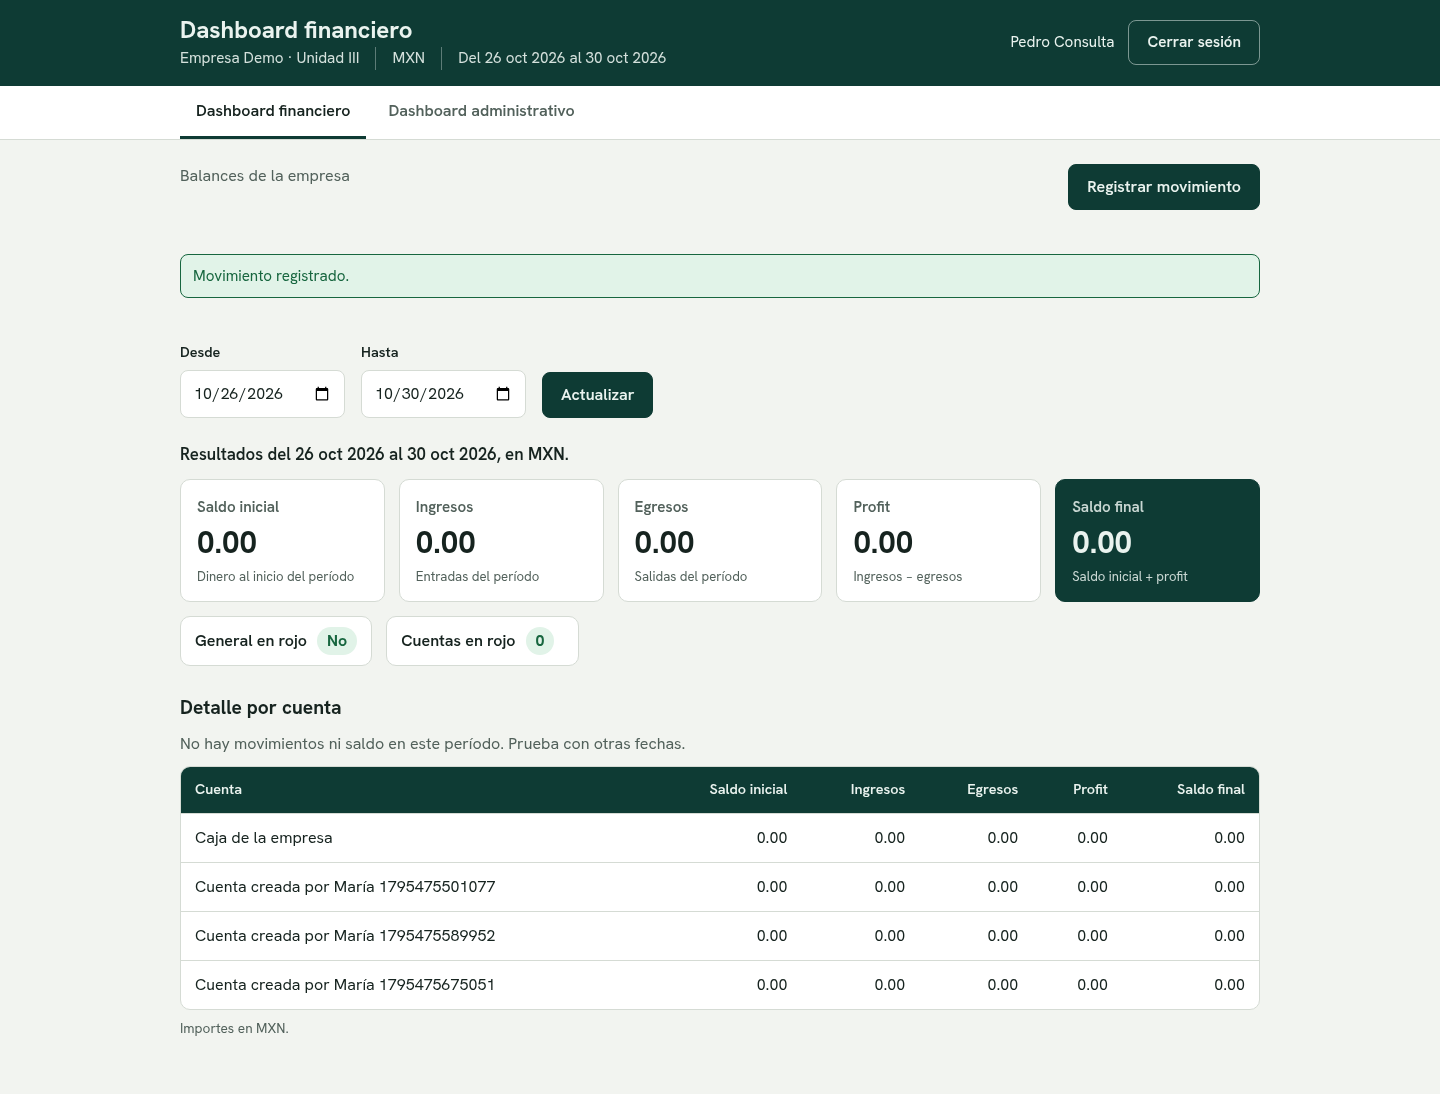 Dashboard financiero
Empresa Demo · Unidad III MXN Del 26 oct 2026 al 30 oct 2026
Pedro Consulta Cerrar sesión
Dashboard financiero Dashboard administrativo
Balances de la empresa Registrar movimiento
Movimiento registrado.
Desde Hasta
10/26/2026 10/30/2026 Actualizar
Resultados del 26 oct 2026 al 30 oct 2026, en MXN.
Saldo inicial Ingresos Egresos Profit Saldo final
0.00 0.00 0.00 0.00 0.00
Dinero al inicio del período Entradas del período Salidas del período Ingresos − egresos Saldo inicial + profit
General en rojo No Cuentas en rojo 0
Detalle por cuenta
No hay movimientos ni saldo en este período. Prueba con otras fechas.
Cuenta Saldo inicial Ingresos Egresos Profit Saldo final
Caja de la empresa 0.00 0.00 0.00 0.00 0.00
Cuenta creada por María 1795475501077 0.00 0.00 0.00 0.00 0.00
Cuenta creada por María 1795475589952 0.00 0.00 0.00 0.00 0.00
Cuenta creada por María 1795475675051 0.00 0.00 0.00 0.00 0.00
Importes en MXN.